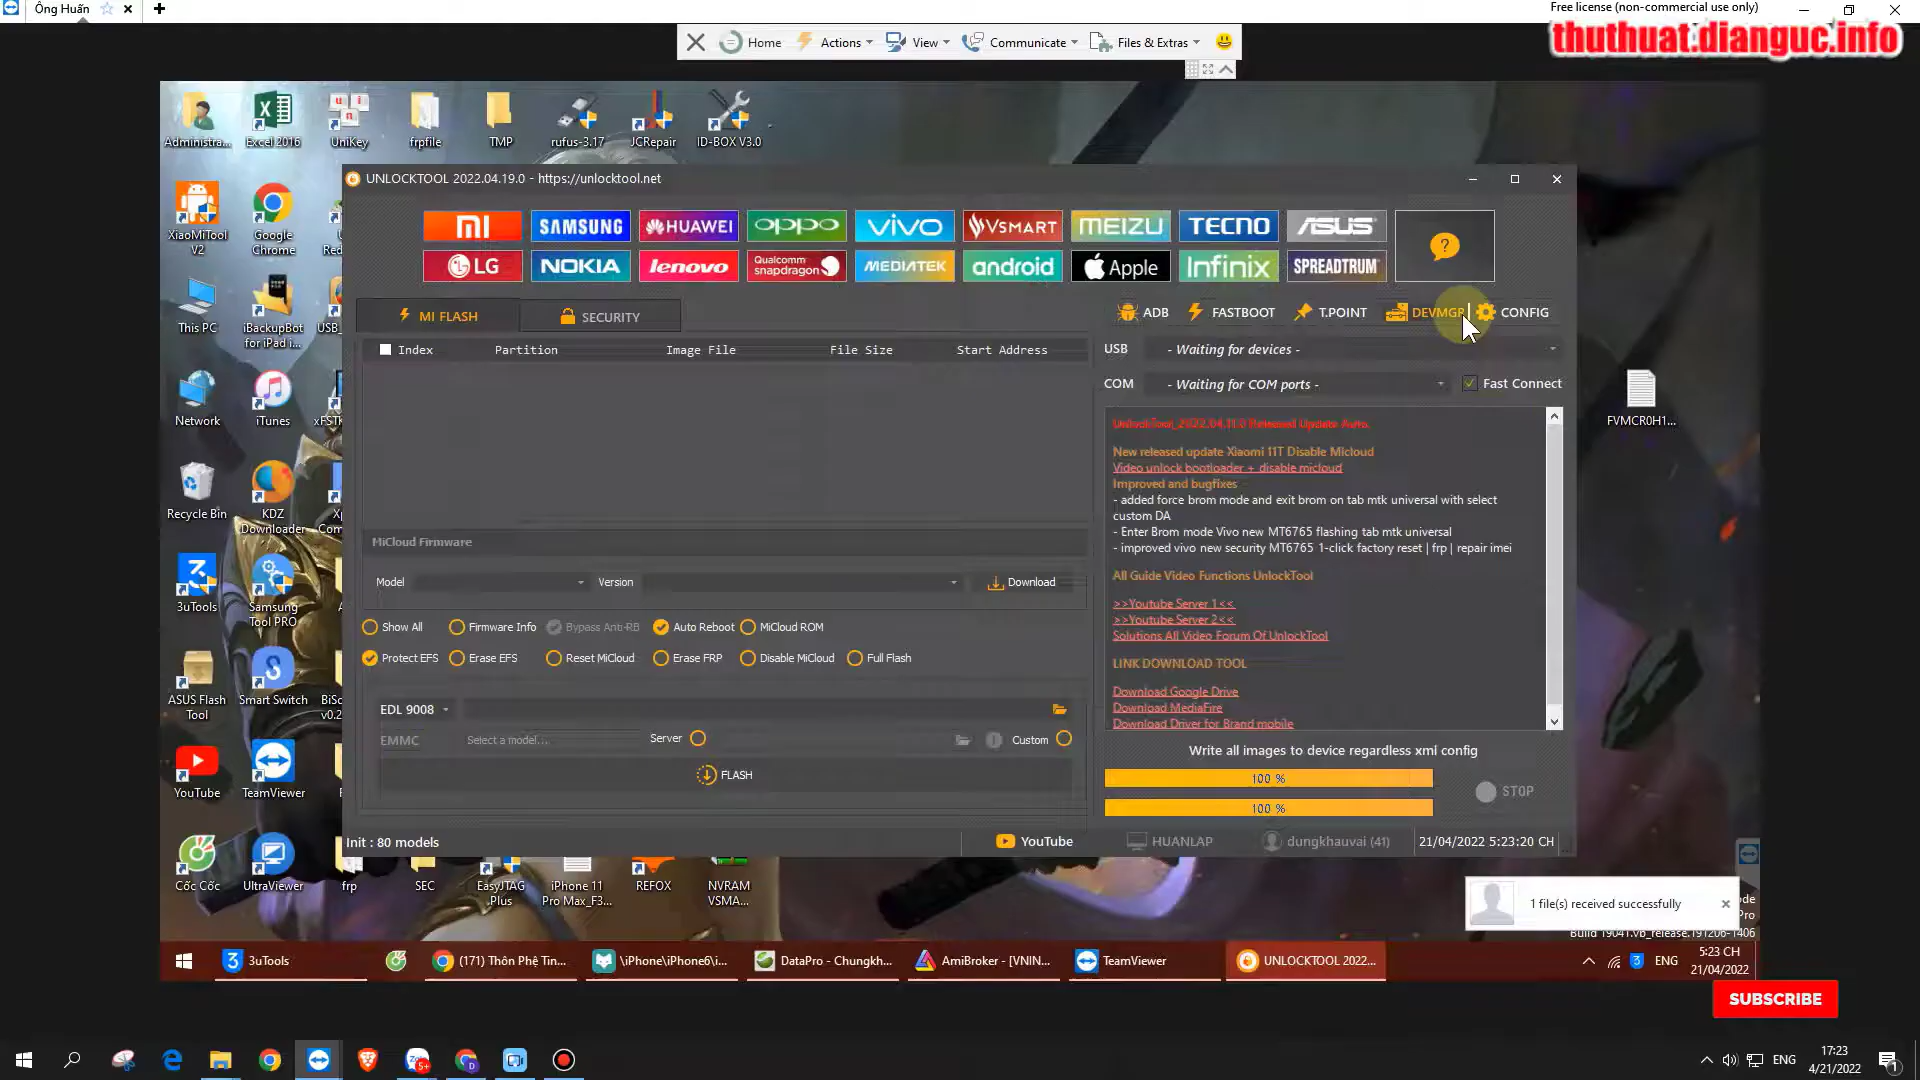 Ông Huấn
Free license (non-commercial use only)
thuthuat.dianguc.info
Home
Actions
View
Communicate
Files & Extras
Administra...
Excel 2016
UniKey
frpfile
TMP
rufus-3.17
JCRepair
ID-BOX V3.0
UNLOCKTOOL 2022.04.19.0 - https://unlocktool.net
MI
SAMSUNG
HUAWEI
oppo
vivo
VSMART
MEIZU
TECNO
ASUS
?
LG
NOKIA
lenovo
Qualcomm
snapdragon
MEDIATEK
android
Apple
Infinix
SPREADTRUM
XiaoMiTool
V2
Google
Chrome
This PC
iBackupBot
for iPad i...
Network
iTunes
Recycle Bin
KDZ
Downloader
3uTools
Samsung
Tool PRO
ASUS Flash
Tool
Smart Switch
YouTube
TeamViewer
Cốc Cốc
UltraViewer
frp
SEC
EasyJTAG
Plus
iPhone 11
Pro Max_F3...
REFOX
NVRAM
VSMA...
FVMCR0H1...
MI FLASH
SECURITY
ADB
FASTBOOT
T.POINT
DEVMGR
CONFIG
Index
Partition
Image File
File Size
Start Address
USB
- Waiting for devices -
COM
- Waiting for COM ports -
Fast Connect
UnlockTool_2022.04.11.0 Released Update Auto.
New released update Xiaomi 11T Disable Micloud
Video unlock bootloader + disable micloud
Improved and bugfixes
- added force brom mode and exit brom on tab mtk universal with select
custom DA
- Enter Brom mode Vivo new MT6765 flashing tab mtk universal
- improved vivo new security MT6765 1-click factory reset | frp | repair imei
All Guide Video Functions UnlockTool
>>Youtube Server 1<<
>>Youtube Server 2<<
Solutions All Video Forum Of UnlockTool
LINK DOWNLOAD TOOL
Download Google Drive
Download MediaFire
Download Driver for Brand mobile
MiCloud Firmware
Model
Version
Download
Show All
Firmware Info
Bypass Anti-RB
Auto Reboot
MiCloud ROM
Protect EFS
Erase EFS
Reset MiCloud
Erase FRP
Disable MiCloud
Full Flash
EDL 9008
EMMC
Select a model...
Server
Custom
FLASH
Write all images to device regardless xml config
100 %
100 %
STOP
Init : 80 models
YouTube
HUANLAP
dungkhauvai (41)
21/04/2022 5:23:20 CH
1 file(s) received successfully
Build 19041.vb_release.191206-1406
3uTools
(171) Thôn Phệ Tin...
\iPhone\iPhone6\i...
DataPro - Chungkh...
AmiBroker - [VNIN...
TeamViewer
UNLOCKTOOL 2022...
ENG
5:23 CH
21/04/2022
SUBSCRIBE
ENG
17:23
4/21/2022